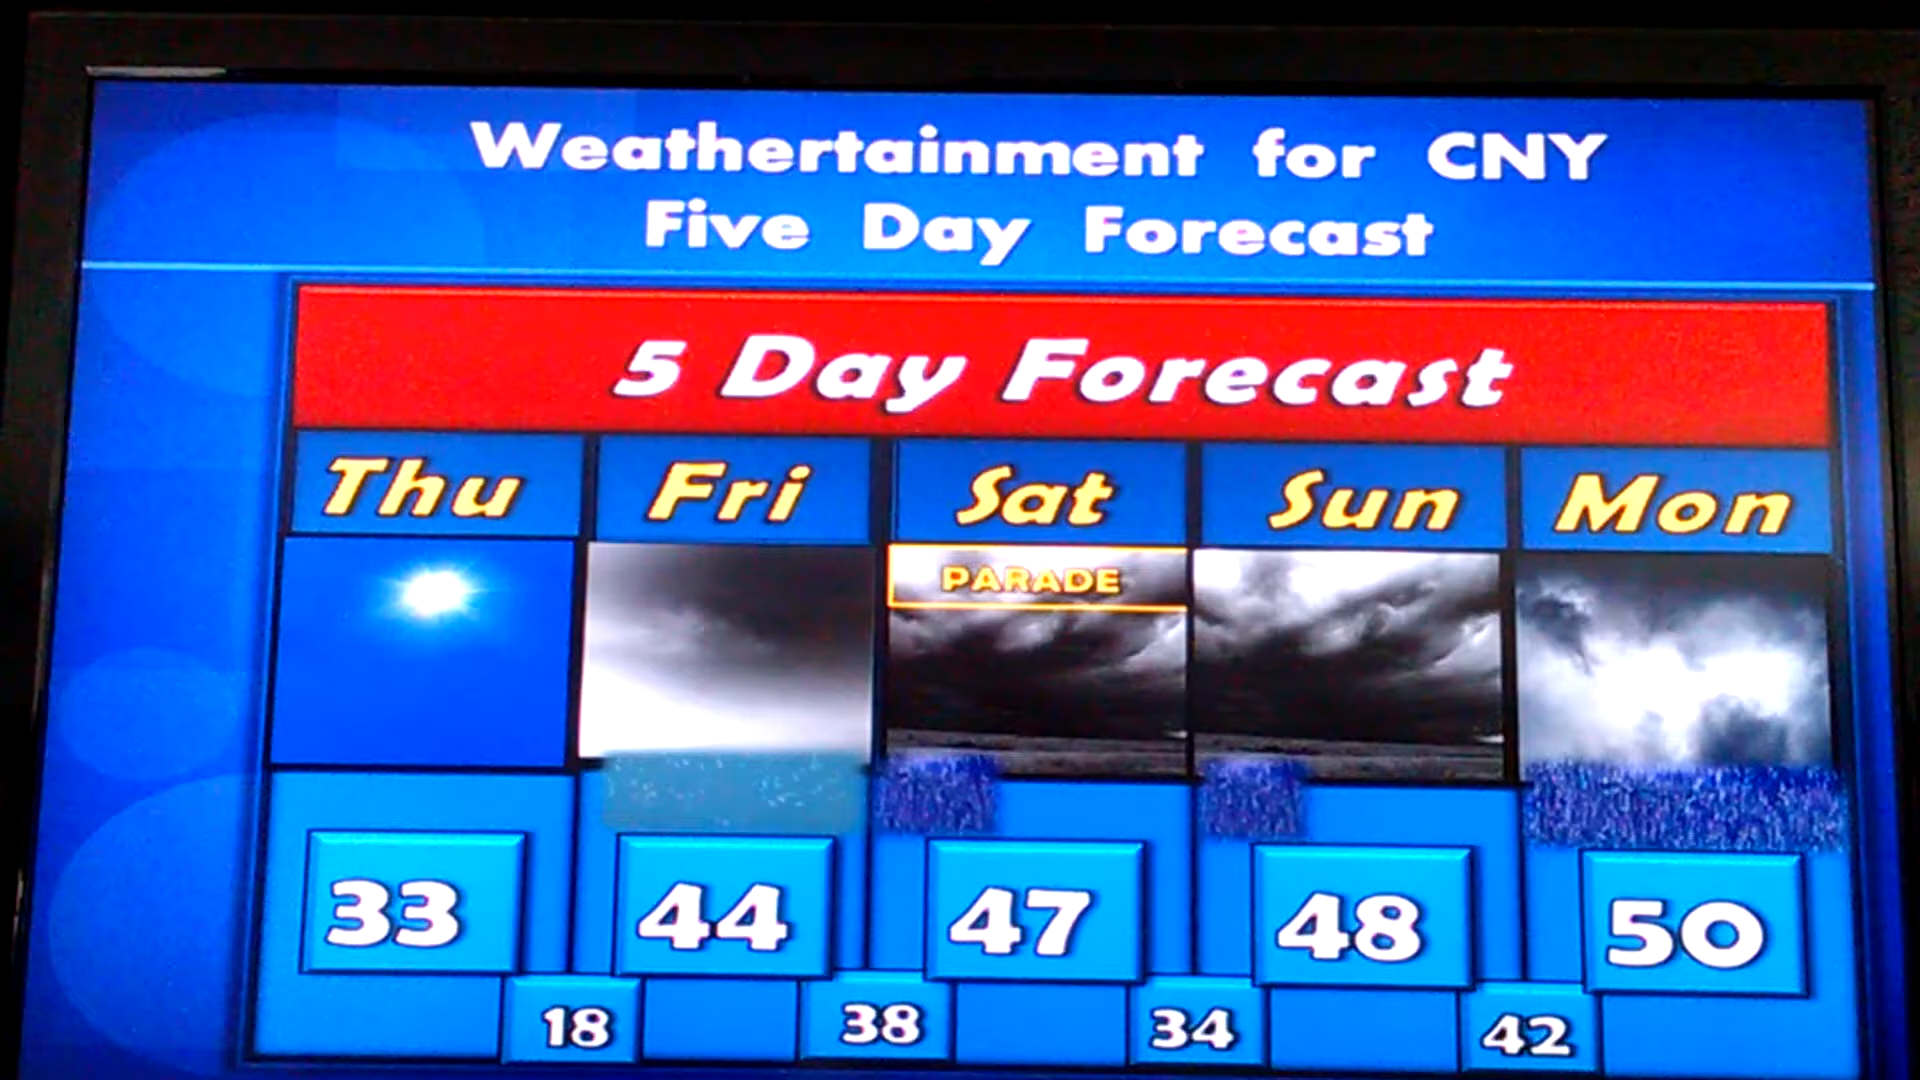 Weathertainment for CNY
Five Day Forecast
5 Day Forecast
Thu Fri Sat Sun Mon
PARADE
33 44 47 48 50
18 38 34 42